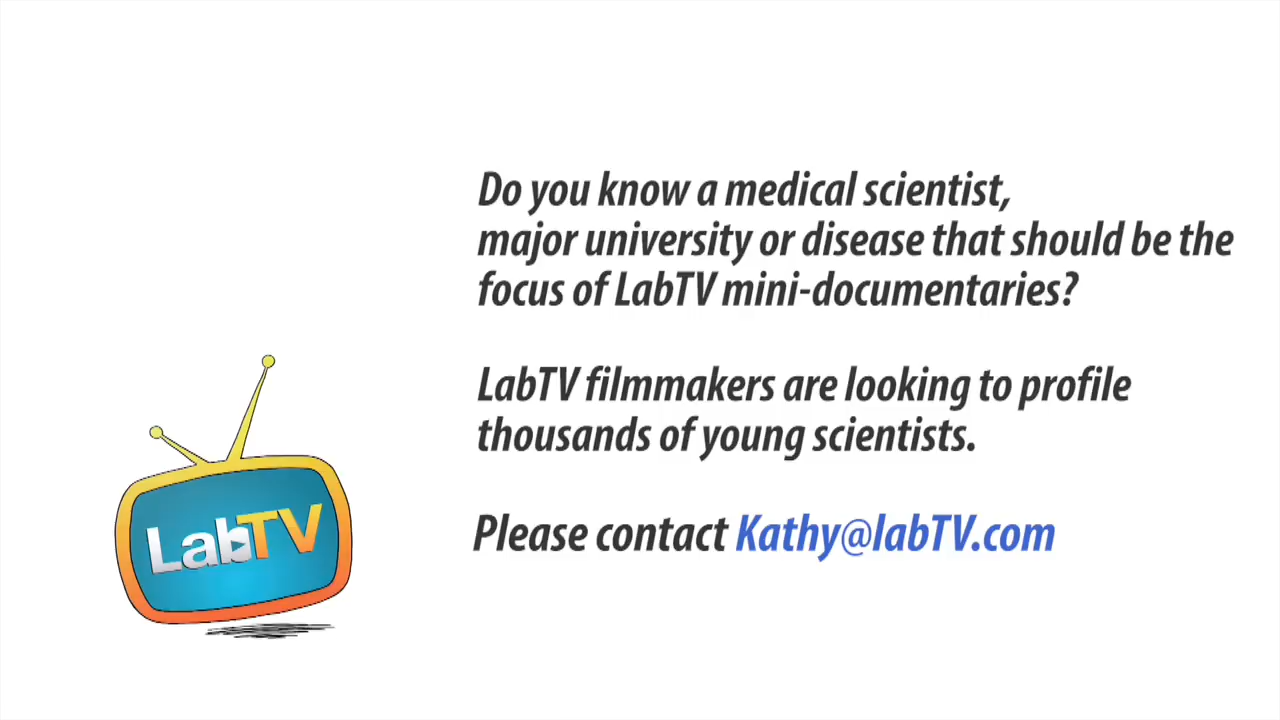 Do you know a medical scientist,
major university or disease that should be the
focus of LabTV mini-documentaries?
LabTV filmmakers are looking to profile
thousands of young scientists.
Please contact Kathy@labTV.com
LabTV